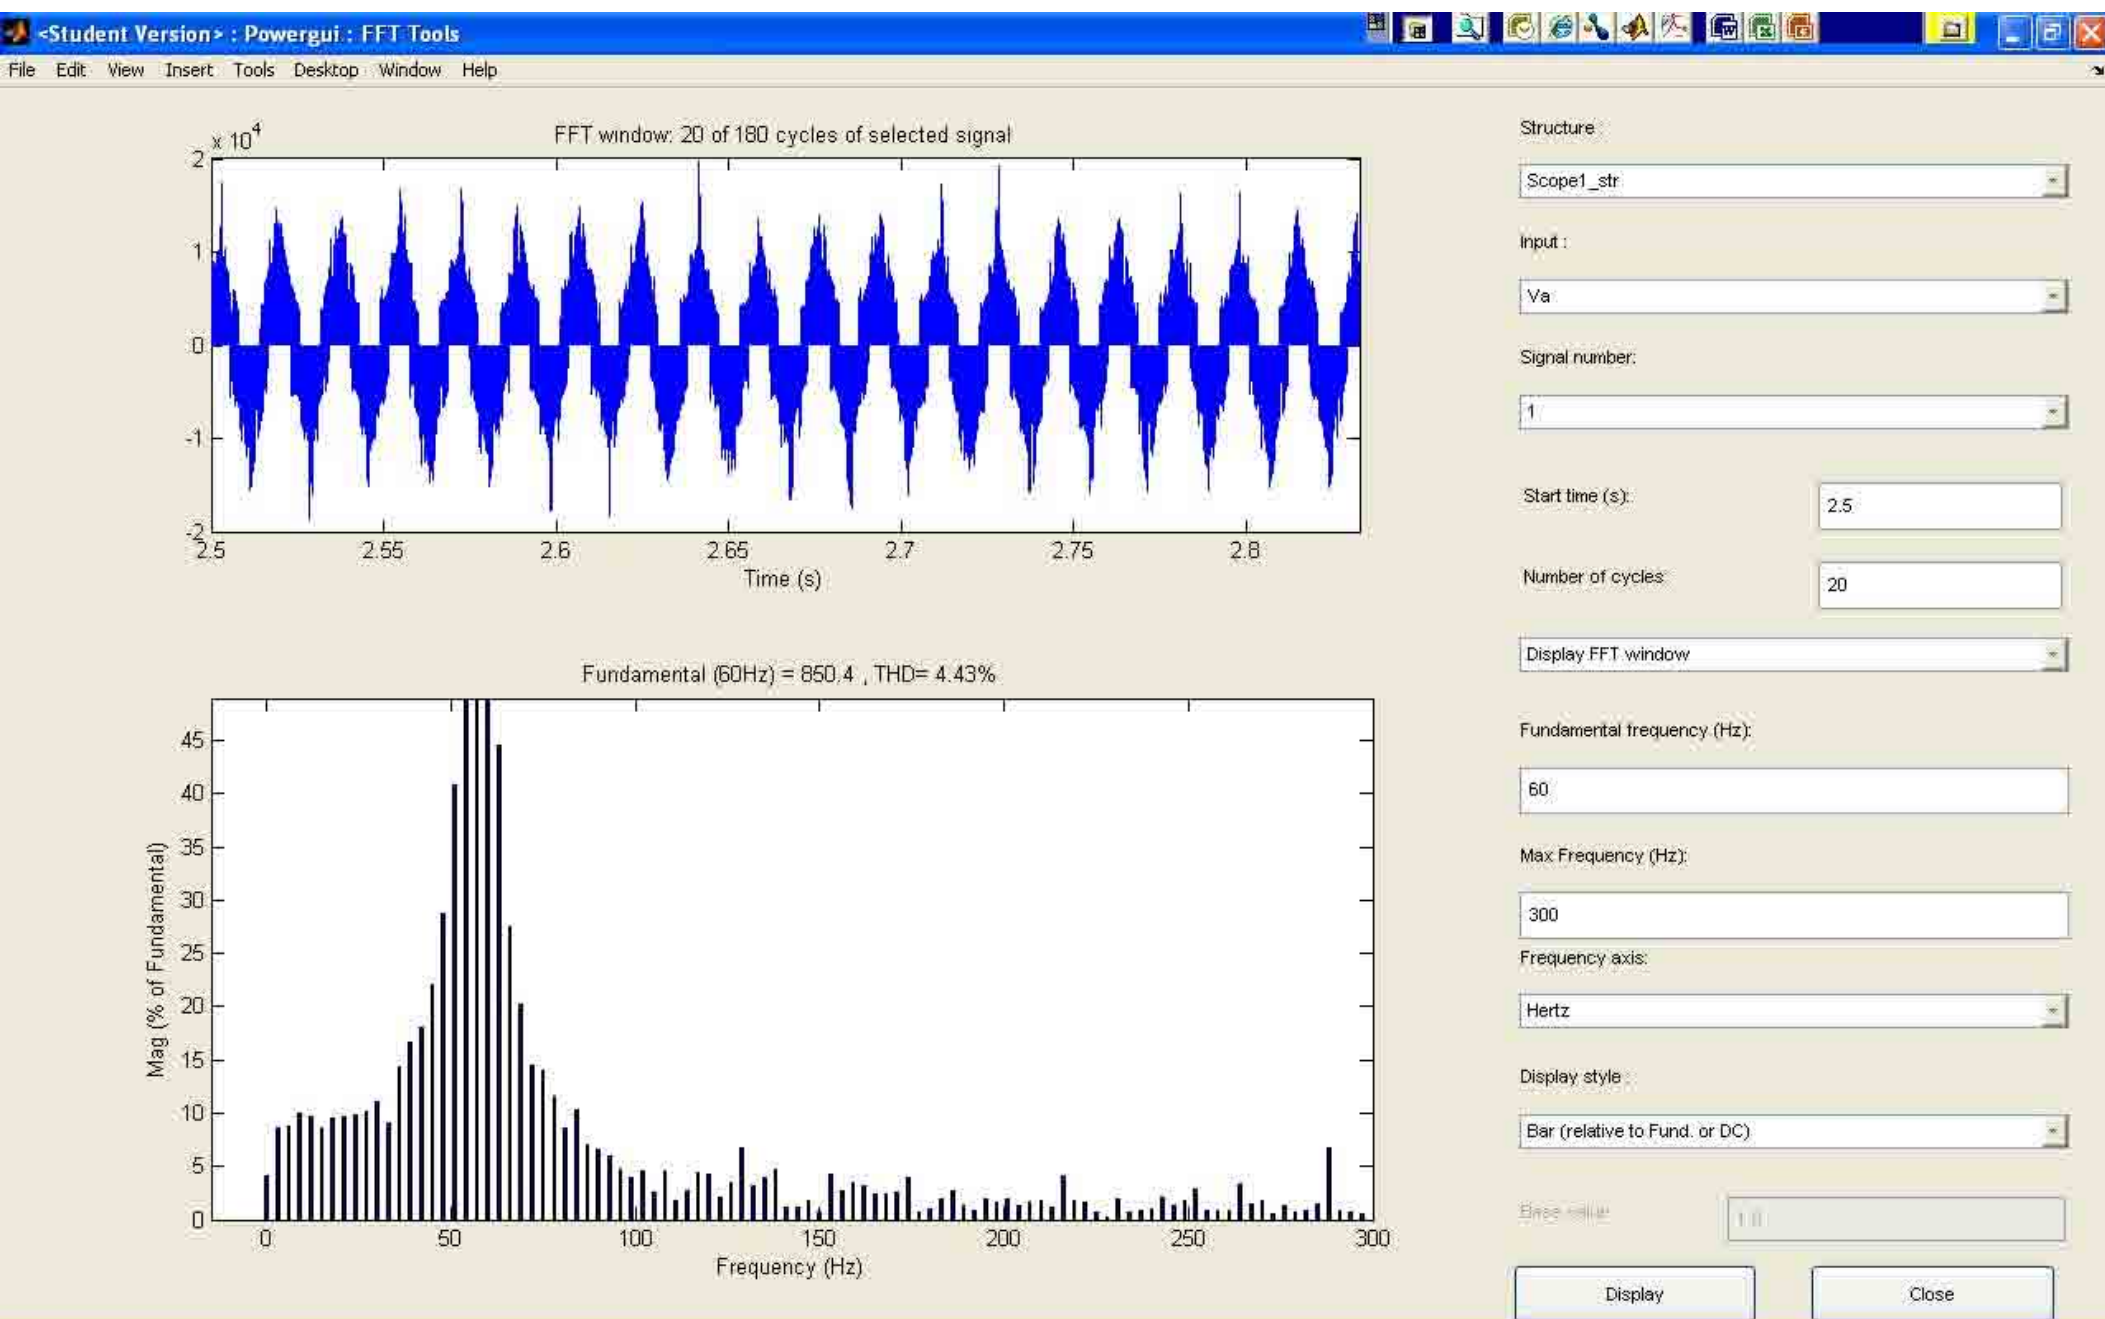 <Student Version> : Powergui : FFT Tools
File Edit View Insert Tools Desktop Window Help
x 10^4
FFT window: 20 of 180 cycles of selected signal
2
1
0
-1
-2
2.5 2.55 2.6 2.65 2.7 2.75 2.8
Time (s)
Fundamental (60Hz) = 850.4 , THD= 4.43%
Mag (% of Fundamental)
45
40
35
30
25
20
15
10
5
0
0 50 100 150 200 250 300
Frequency (Hz)
Structure :
Scope1_str
Input :
Va
Signal number:
1
Start time (s): 2.5
Number of cycles: 20
Display FFT window
Fundamental frequency (Hz):
60
Max Frequency (Hz):
300
Frequency axis:
Hertz
Display style :
Bar (relative to Fund. or DC)
Base value: 1.0
Display Close